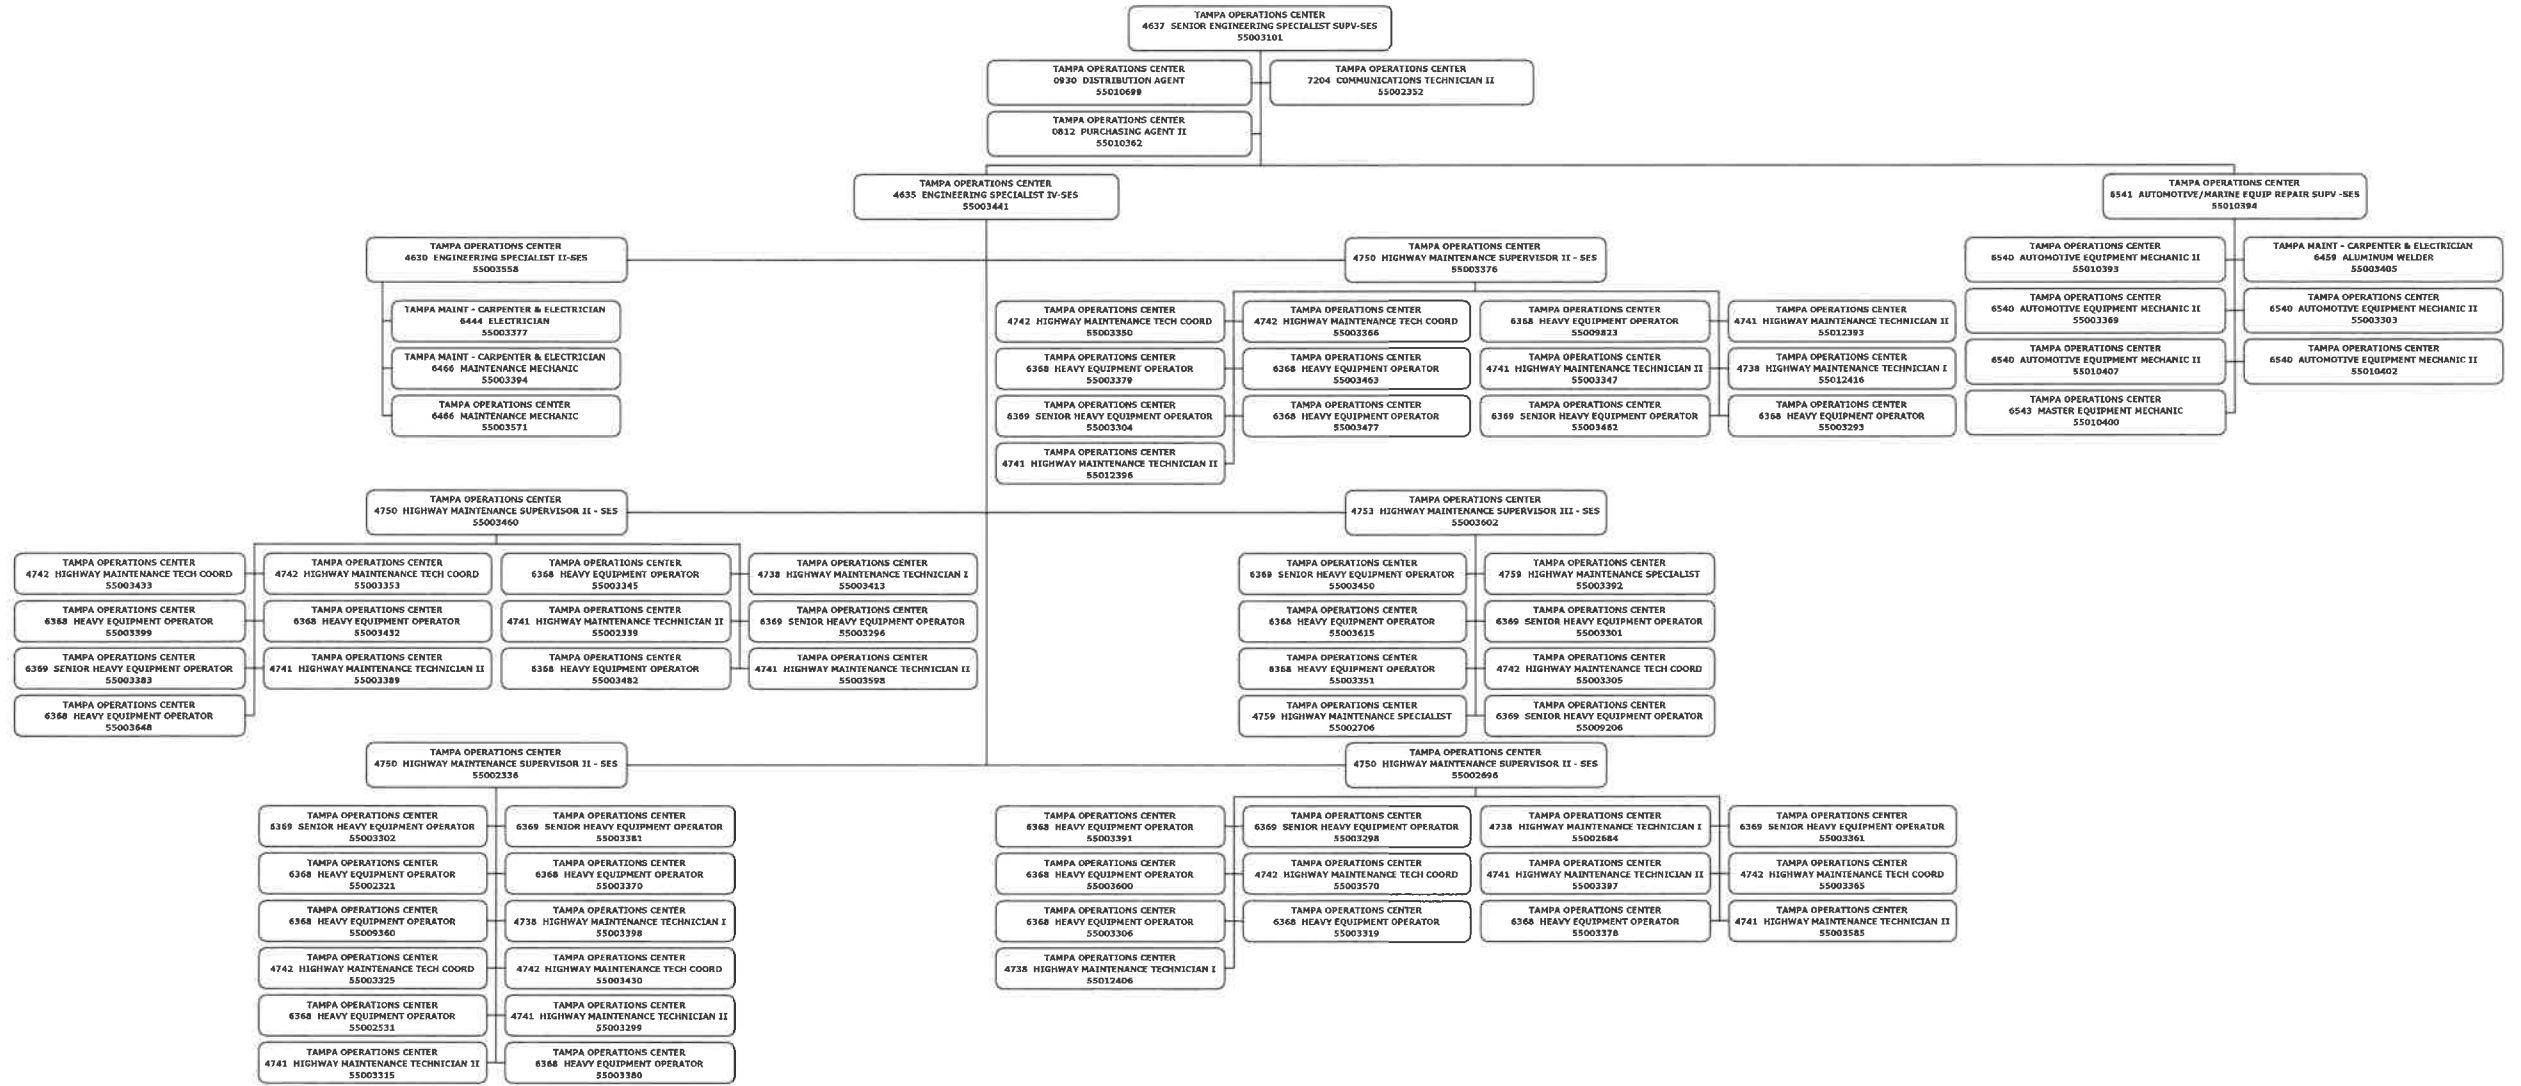 TAMPA OPERATIONS CENTER
4637 SENIOR ENGINEERING SPECIALIST SUPV-SES
55003101
TAMPA OPERATIONS CENTER
0930 DISTRIBUTION AGENT
55010699
TAMPA OPERATIONS CENTER
7204 COMMUNICATIONS TECHNICIAN II
55002352
TAMPA OPERATIONS CENTER
0812 PURCHASING AGENT II
55010362
TAMPA OPERATIONS CENTER
4635 ENGINEERING SPECIALIST IV-SES
55003441
TAMPA OPERATIONS CENTER
6541 AUTOMOTIVE/MARINE EQUIP REPAIR SUPV -SES
55010394
TAMPA OPERATIONS CENTER
4630 ENGINEERING SPECIALIST II-SES
55003558
TAMPA MAINT - CARPENTER & ELECTRICIAN
6444 ELECTRICIAN
55003377
TAMPA MAINT - CARPENTER & ELECTRICIAN
6466 MAINTENANCE MECHANIC
55003394
TAMPA OPERATIONS CENTER
6466 MAINTENANCE MECHANIC
55003571
TAMPA OPERATIONS CENTER
4750 HIGHWAY MAINTENANCE SUPERVISOR II - SES
55003376
TAMPA OPERATIONS CENTER
4742 HIGHWAY MAINTENANCE TECH COORD
55003350
TAMPA OPERATIONS CENTER
4742 HIGHWAY MAINTENANCE TECH COORD
55003366
TAMPA OPERATIONS CENTER
6368 HEAVY EQUIPMENT OPERATOR
55009823
TAMPA OPERATIONS CENTER
4741 HIGHWAY MAINTENANCE TECHNICIAN II
55012393
TAMPA OPERATIONS CENTER
6368 HEAVY EQUIPMENT OPERATOR
55003379
TAMPA OPERATIONS CENTER
6368 HEAVY EQUIPMENT OPERATOR
55003463
TAMPA OPERATIONS CENTER
4741 HIGHWAY MAINTENANCE TECHNICIAN II
55003347
TAMPA OPERATIONS CENTER
4738 HIGHWAY MAINTENANCE TECHNICIAN I
55012416
TAMPA OPERATIONS CENTER
6369 SENIOR HEAVY EQUIPMENT OPERATOR
55003304
TAMPA OPERATIONS CENTER
6368 HEAVY EQUIPMENT OPERATOR
55003477
TAMPA OPERATIONS CENTER
6369 SENIOR HEAVY EQUIPMENT OPERATOR
55003462
TAMPA OPERATIONS CENTER
6368 HEAVY EQUIPMENT OPERATOR
55003293
TAMPA OPERATIONS CENTER
4741 HIGHWAY MAINTENANCE TECHNICIAN II
55012396
TAMPA OPERATIONS CENTER
6540 AUTOMOTIVE EQUIPMENT MECHANIC II
55010393
TAMPA MAINT - CARPENTER & ELECTRICIAN
6459 ALUMINUM WELDER
55003405
TAMPA OPERATIONS CENTER
6540 AUTOMOTIVE EQUIPMENT MECHANIC II
55003369
TAMPA OPERATIONS CENTER
6540 AUTOMOTIVE EQUIPMENT MECHANIC II
55003303
TAMPA OPERATIONS CENTER
6540 AUTOMOTIVE EQUIPMENT MECHANIC II
55010407
TAMPA OPERATIONS CENTER
6540 AUTOMOTIVE EQUIPMENT MECHANIC II
55010402
TAMPA OPERATIONS CENTER
6543 MASTER EQUIPMENT MECHANIC
55010400
TAMPA OPERATIONS CENTER
4750 HIGHWAY MAINTENANCE SUPERVISOR II - SES
55003460
TAMPA OPERATIONS CENTER
4742 HIGHWAY MAINTENANCE TECH COORD
55003433
TAMPA OPERATIONS CENTER
4742 HIGHWAY MAINTENANCE TECH COORD
55003353
TAMPA OPERATIONS CENTER
6368 HEAVY EQUIPMENT OPERATOR
55003345
TAMPA OPERATIONS CENTER
4738 HIGHWAY MAINTENANCE TECHNICIAN I
55003413
TAMPA OPERATIONS CENTER
6368 HEAVY EQUIPMENT OPERATOR
55003399
TAMPA OPERATIONS CENTER
6368 HEAVY EQUIPMENT OPERATOR
55003432
TAMPA OPERATIONS CENTER
4741 HIGHWAY MAINTENANCE TECHNICIAN II
55002339
TAMPA OPERATIONS CENTER
6369 SENIOR HEAVY EQUIPMENT OPERATOR
55003296
TAMPA OPERATIONS CENTER
6369 SENIOR HEAVY EQUIPMENT OPERATOR
55003383
TAMPA OPERATIONS CENTER
4741 HIGHWAY MAINTENANCE TECHNICIAN II
55003389
TAMPA OPERATIONS CENTER
6368 HEAVY EQUIPMENT OPERATOR
55003482
TAMPA OPERATIONS CENTER
4741 HIGHWAY MAINTENANCE TECHNICIAN II
55003598
TAMPA OPERATIONS CENTER
6368 HEAVY EQUIPMENT OPERATOR
55003648
TAMPA OPERATIONS CENTER
4753 HIGHWAY MAINTENANCE SUPERVISOR III - SES
55003602
TAMPA OPERATIONS CENTER
6369 SENIOR HEAVY EQUIPMENT OPERATOR
55003450
TAMPA OPERATIONS CENTER
4759 HIGHWAY MAINTENANCE SPECIALIST
55003392
TAMPA OPERATIONS CENTER
6368 HEAVY EQUIPMENT OPERATOR
55003615
TAMPA OPERATIONS CENTER
6369 SENIOR HEAVY EQUIPMENT OPERATOR
55003301
TAMPA OPERATIONS CENTER
6368 HEAVY EQUIPMENT OPERATOR
55003351
TAMPA OPERATIONS CENTER
4742 HIGHWAY MAINTENANCE TECH COORD
55003305
TAMPA OPERATIONS CENTER
4759 HIGHWAY MAINTENANCE SPECIALIST
55002706
TAMPA OPERATIONS CENTER
6369 SENIOR HEAVY EQUIPMENT OPERATOR
55009206
TAMPA OPERATIONS CENTER
4750 HIGHWAY MAINTENANCE SUPERVISOR II - SES
55002336
TAMPA OPERATIONS CENTER
6369 SENIOR HEAVY EQUIPMENT OPERATOR
55003302
TAMPA OPERATIONS CENTER
6369 SENIOR HEAVY EQUIPMENT OPERATOR
55003381
TAMPA OPERATIONS CENTER
6368 HEAVY EQUIPMENT OPERATOR
55002321
TAMPA OPERATIONS CENTER
6368 HEAVY EQUIPMENT OPERATOR
55003370
TAMPA OPERATIONS CENTER
6368 HEAVY EQUIPMENT OPERATOR
55009360
TAMPA OPERATIONS CENTER
4738 HIGHWAY MAINTENANCE TECHNICIAN I
55003398
TAMPA OPERATIONS CENTER
4742 HIGHWAY MAINTENANCE TECH COORD
55003325
TAMPA OPERATIONS CENTER
4742 HIGHWAY MAINTENANCE TECH COORD
55003430
TAMPA OPERATIONS CENTER
6368 HEAVY EQUIPMENT OPERATOR
55002531
TAMPA OPERATIONS CENTER
4741 HIGHWAY MAINTENANCE TECHNICIAN II
55003299
TAMPA OPERATIONS CENTER
4741 HIGHWAY MAINTENANCE TECHNICIAN II
55003315
TAMPA OPERATIONS CENTER
6368 HEAVY EQUIPMENT OPERATOR
55003380
TAMPA OPERATIONS CENTER
4750 HIGHWAY MAINTENANCE SUPERVISOR II - SES
55002696
TAMPA OPERATIONS CENTER
6368 HEAVY EQUIPMENT OPERATOR
55003391
TAMPA OPERATIONS CENTER
6369 SENIOR HEAVY EQUIPMENT OPERATOR
55003298
TAMPA OPERATIONS CENTER
4738 HIGHWAY MAINTENANCE TECHNICIAN I
55002684
TAMPA OPERATIONS CENTER
6369 SENIOR HEAVY EQUIPMENT OPERATOR
55003361
TAMPA OPERATIONS CENTER
6368 HEAVY EQUIPMENT OPERATOR
55003600
TAMPA OPERATIONS CENTER
4742 HIGHWAY MAINTENANCE TECH COORD
55003570
TAMPA OPERATIONS CENTER
4741 HIGHWAY MAINTENANCE TECHNICIAN II
55003397
TAMPA OPERATIONS CENTER
4742 HIGHWAY MAINTENANCE TECH COORD
55003365
TAMPA OPERATIONS CENTER
6368 HEAVY EQUIPMENT OPERATOR
55003306
TAMPA OPERATIONS CENTER
6368 HEAVY EQUIPMENT OPERATOR
55003319
TAMPA OPERATIONS CENTER
6368 HEAVY EQUIPMENT OPERATOR
55003378
TAMPA OPERATIONS CENTER
4741 HIGHWAY MAINTENANCE TECHNICIAN II
55003585
TAMPA OPERATIONS CENTER
4738 HIGHWAY MAINTENANCE TECHNICIAN I
55012406